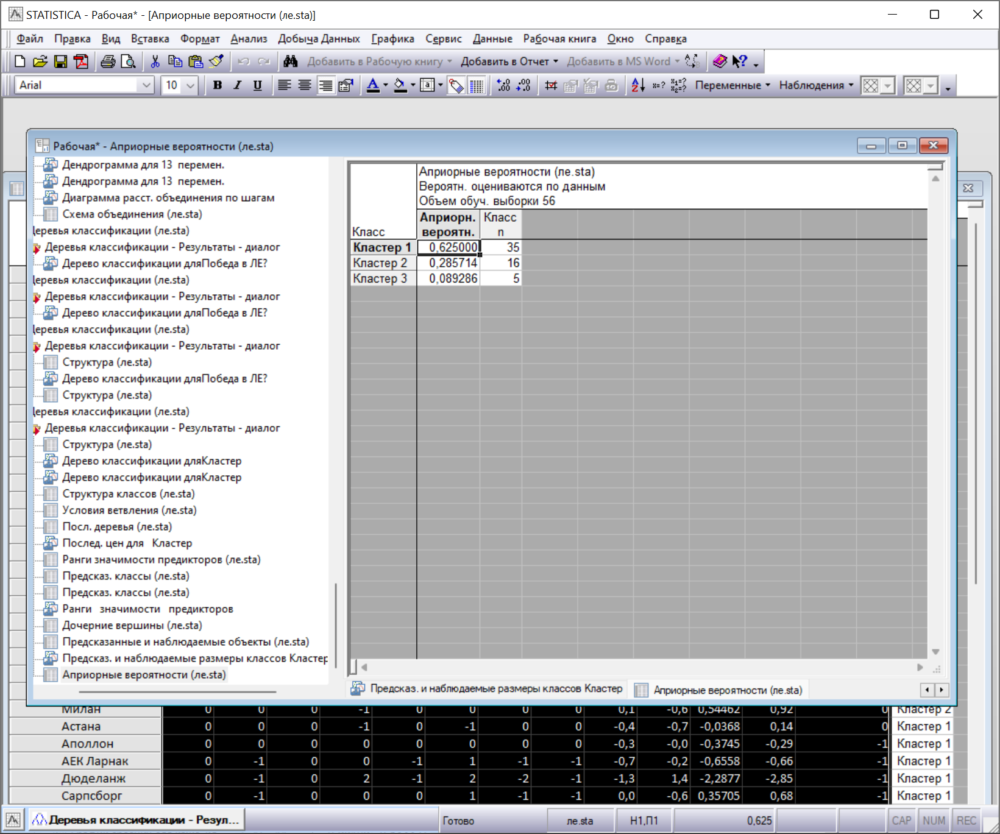 STATISTICA - Рабочая* - [Априорные вероятности (ле.sta)]
Файл Правка Вид Вставка Формат Анализ Добыча Данных Графика Сервис Данные Рабочая книга Окно Справка
Добавить в Рабочую книгу Добавить в Отчет Добавить в MS Word
Arial 10 B I U Переменные Наблюдения
Рабочая* - Априорные вероятности (ле.sta)
Дендрограмма для 13 перемен.
Дендрограмма для 13 перемен.
Диаграмма расст. объединения по шагам
Схема объединения (ле.sta)
Деревья классификации (ле.sta)
Деревья классификации - Результаты - диалог
Дерево классификации дляПобеда в ЛЕ?
Деревья классификации (ле.sta)
Деревья классификации - Результаты - диалог
Дерево классификации дляПобеда в ЛЕ?
Деревья классификации (ле.sta)
Деревья классификации - Результаты - диалог
Структура (ле.sta)
Дерево классификации дляПобеда в ЛЕ?
Структура (ле.sta)
Деревья классификации (ле.sta)
Деревья классификации - Результаты - диалог
Структура (ле.sta)
Дерево классификации дляКластер
Дерево классификации дляКластер
Структура классов (ле.sta)
Условия ветвления (ле.sta)
Посл. деревья (ле.sta)
Послед. цен для Кластер
Ранги значимости предикторов (ле.sta)
Предсказ. классы (ле.sta)
Предсказ. классы (ле.sta)
Ранги значимости предикторов
Дочерние вершины (ле.sta)
Предсказанные и наблюдаемые объекты (ле.sta)
Предсказ. и наблюдаемые размеры классов Кластер
Априорные вероятности (ле.sta)
Априорные вероятности (ле.sta)
Вероятн. оцениваются по данным
Объем обуч. выборки 56
Класс Априорн. вероятн. Класс n
Кластер 1 0,625000 35
Кластер 2 0,285714 16
Кластер 3 0,089286 5
Предсказ. и наблюдаемые размеры классов Кластер Априорные вероятности (ле.sta)
Милан 0 0 0 -1 0 0 0 0 0,1 -0,6 0,54462 0,92 0 Кластер 2
Астана 0 0 0 -1 0 -1 0 0 -0,4 -0,7 -0,0368 0,14 0 Кластер 1
Аполлон 0 0 0 0 0 0 0 0 -0,3 -0,0 -0,3745 -0,29 -1 Кластер 1
АЕК Ларнак 0 -1 0 0 -1 1 -1 -1 -0,7 -0,2 -0,6558 -0,66 -1 Кластер 1
Дюделанж 0 -1 0 2 -1 2 -2 -1 -1,3 1,4 -2,2877 -2,85 -1 Кластер 1
Сарпсборг 0 -1 0 0 0 1 -1 -1 0,0 -0,6 0,35705 0,68 -1 Кластер 1
Деревья классификации - Резул... Готово ле.sta Н1,П1 0,625 CAP NUM REC